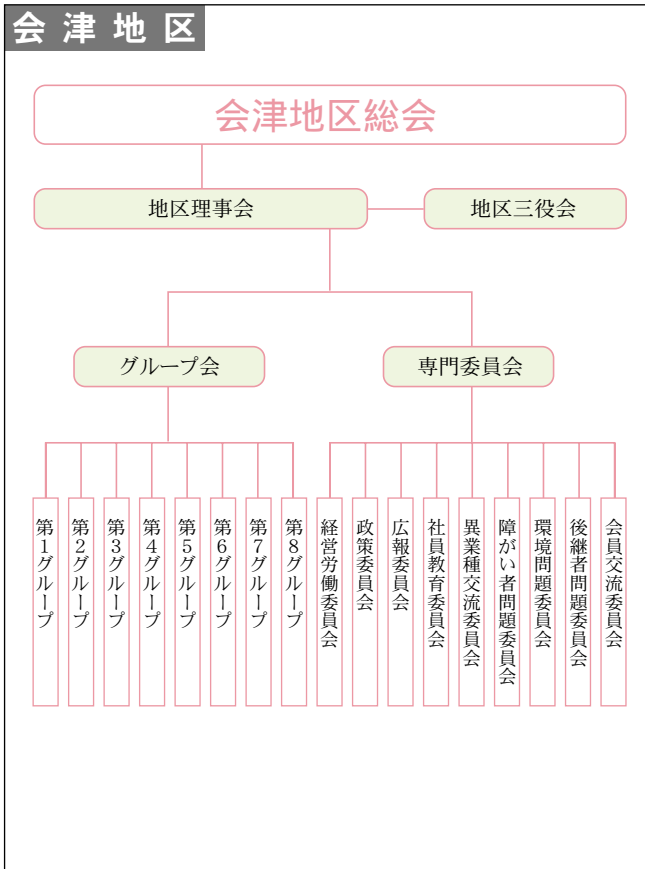 会津地区
会津地区総会
地区理事会
地区三役会
グループ会
専門委員会
第1グループ
第2グループ
第3グループ
第4グループ
第5グループ
第6グループ
第7グループ
第8グループ
経営労働委員会
政策委員会
広報委員会
社員教育委員会
異業種交流委員会
障がい者問題委員会
環境問題委員会
後継者問題委員会
会員交流委員会